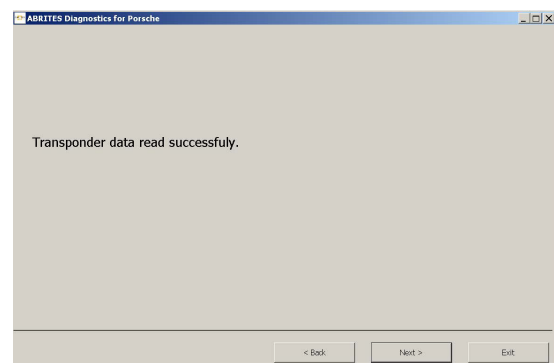 ABRITES Diagnostics for Porsche
Transponder data read successfuly.
< Back Next > Exit